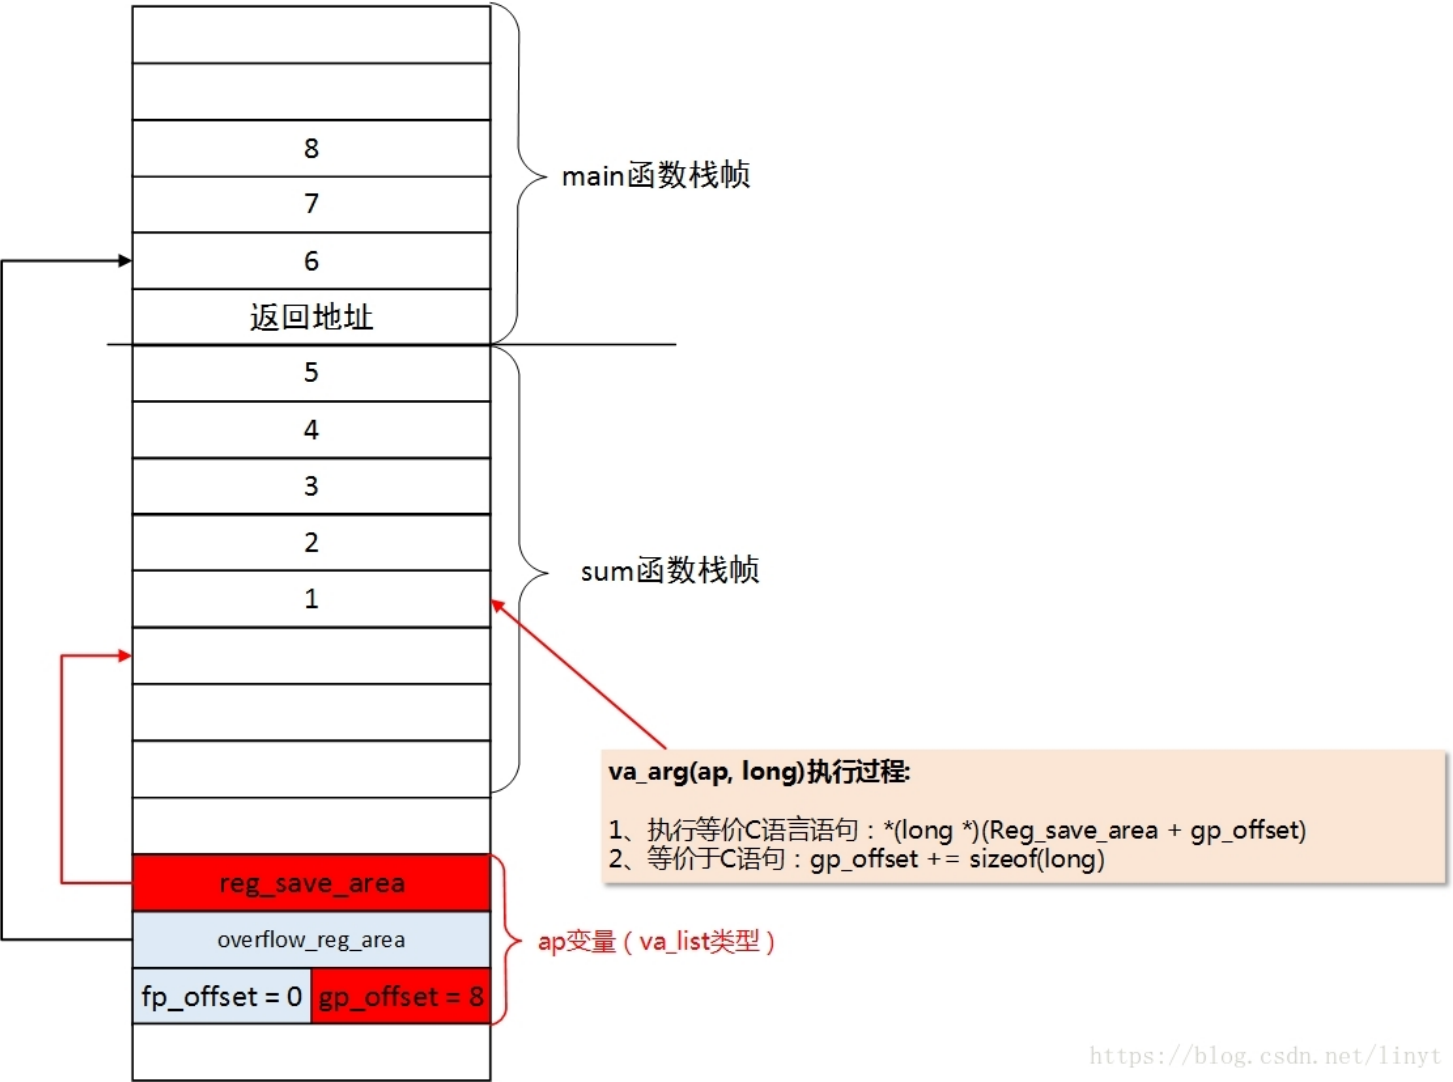 8
7
main函数栈帧
6
返回地址
5
4
3
2
sum函数栈帧
1
va_arg(ap, long)执行过程:
1、执行等价C语言语句：*(long *)(Reg_save_area + gp_offset)
2、等价于C语句：gp_offset += sizeof(long)
reg_save_area
overflow_reg_area
ap变量（va_list类型）
fp_offset = 0
gp_offset = 8
https://blog.csdn.net/linyt